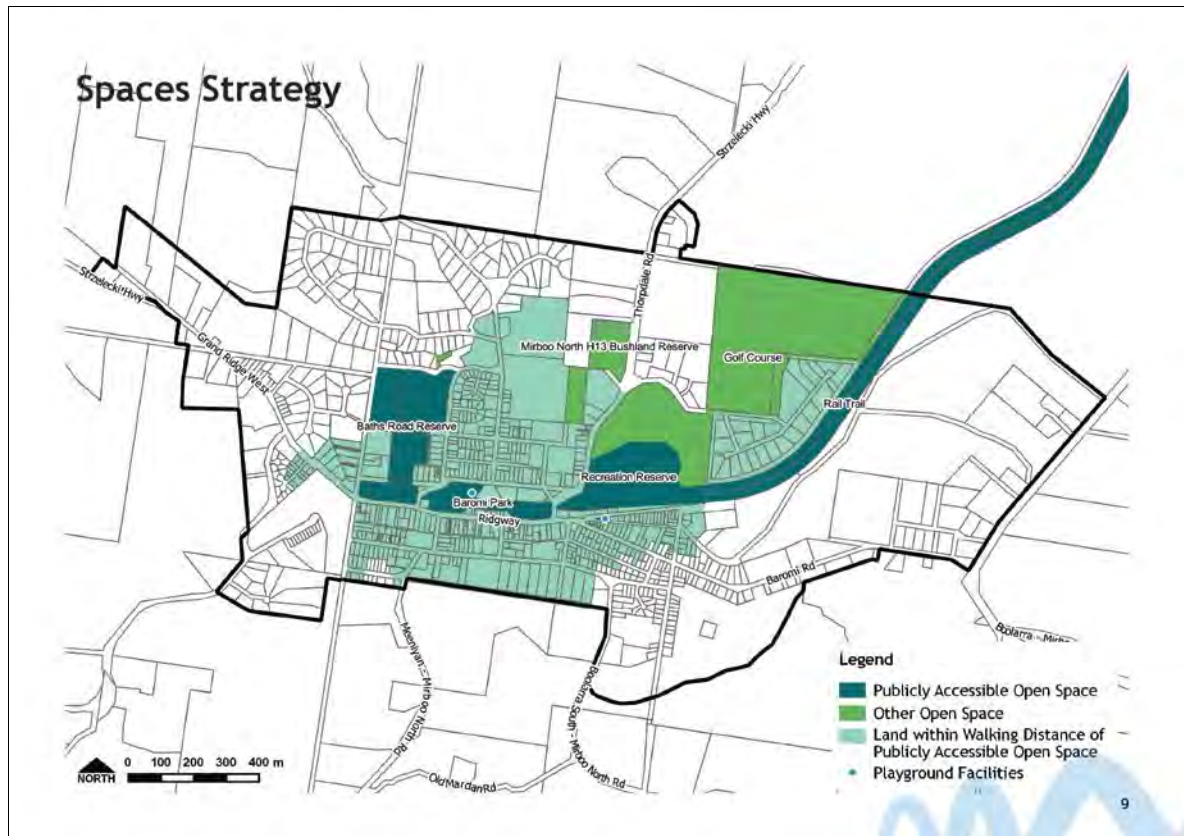 Spaces Strategy
Strzelecki Hwy
Thorpdale Rd
Strzelecki Hwy
Grand Ridge West
Mirboo North H13 Bushland Reserve
Golf Course
Rail Trail
Baths Road Reserve
Recreation Reserve
Baromi Park
Ridgway
Baromi Rd
Meeniyan - Mirboo North Rd
Boolarra South - Mirboo North Rd
Old Mardan Rd
Legend
Publicly Accessible Open Space
Other Open Space
Land within Walking Distance of
Publicly Accessible Open Space
Playground Facilities
0 100 200 300 400 m
NORTH
9